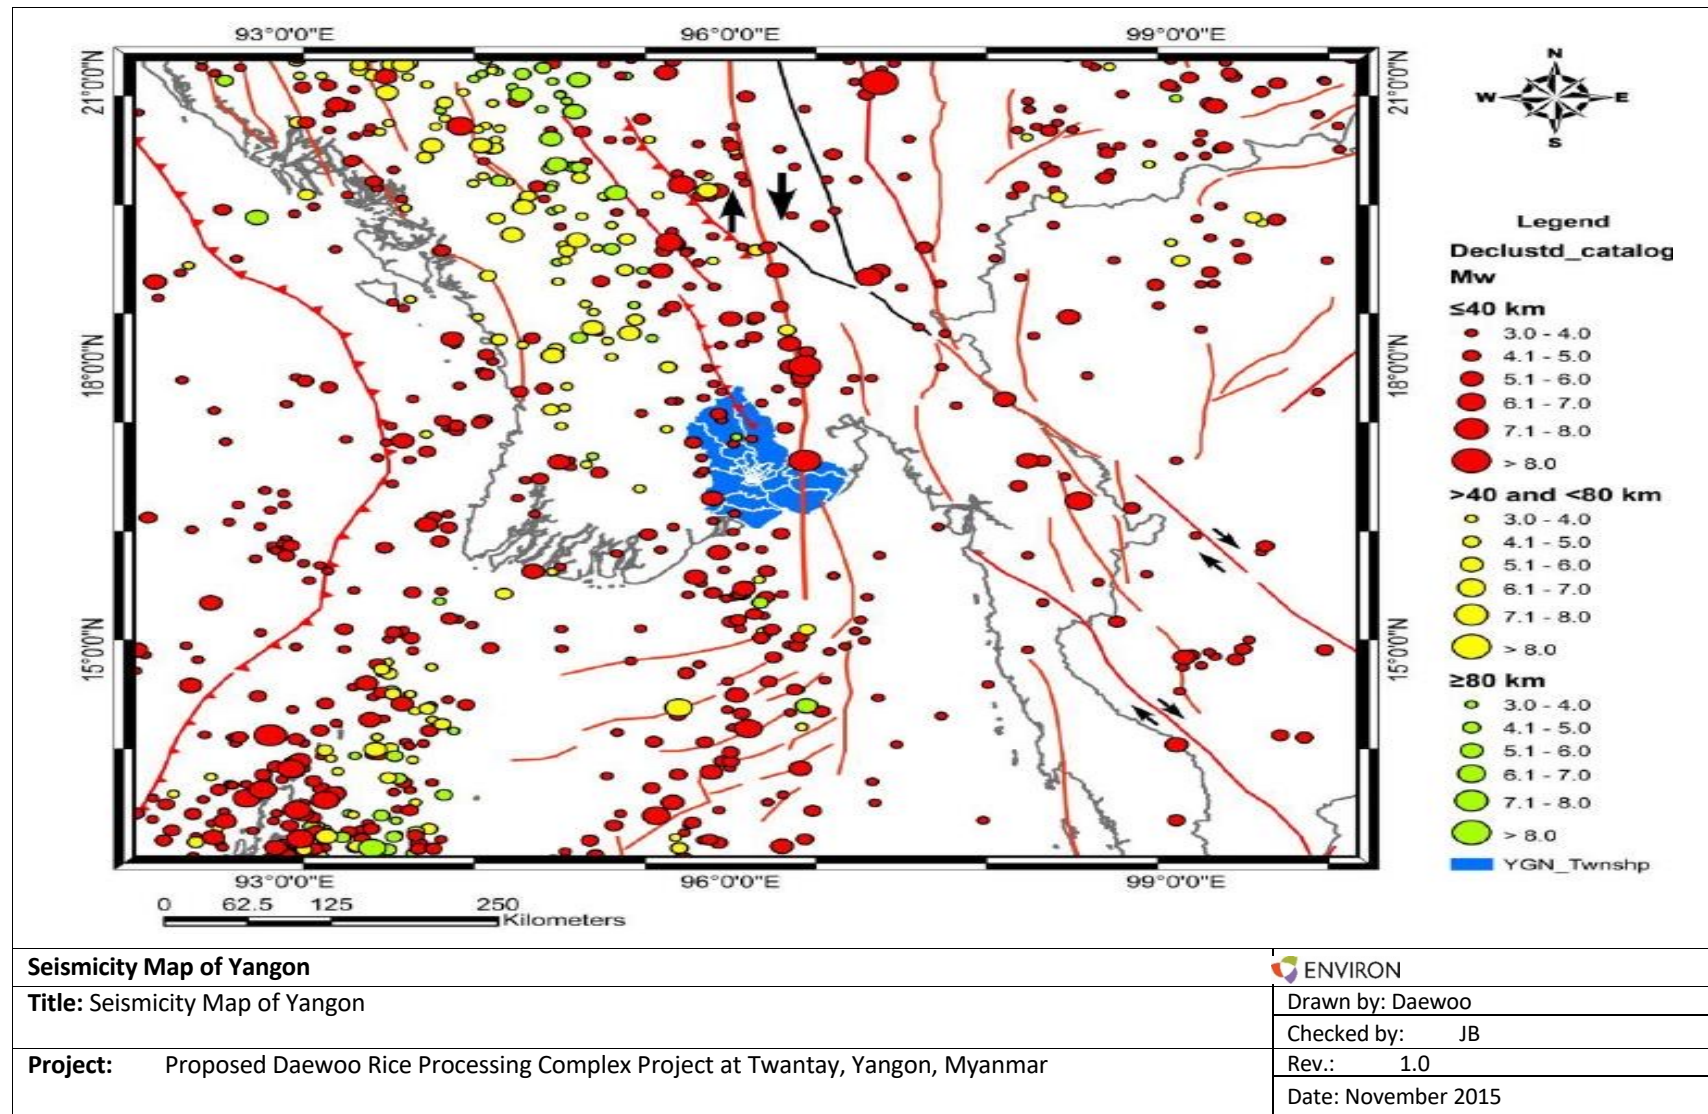 93°0'0"E 96°0'0"E 99°0'0"E
21°0'0"N 21°0'0"N
18°0'0"N 18°0'0"N
15°0'0"N 15°0'0"N
93°0'0"E 96°0'0"E 99°0'0"E
0 62.5 125 250
Kilometers
N
W E
S
Legend
Declustd_catalog
Mw
≤40 km
3.0 - 4.0
4.1 - 5.0
5.1 - 6.0
6.1 - 7.0
7.1 - 8.0
> 8.0
>40 and <80 km
3.0 - 4.0
4.1 - 5.0
5.1 - 6.0
6.1 - 7.0
7.1 - 8.0
> 8.0
≥80 km
3.0 - 4.0
4.1 - 5.0
5.1 - 6.0
6.1 - 7.0
7.1 - 8.0
> 8.0
YGN_Twnshp
Seismicity Map of Yangon
ENVIRON
Title: Seismicity Map of Yangon
Drawn by: Daewoo
Checked by: JB
Project: Proposed Daewoo Rice Processing Complex Project at Twantay, Yangon, Myanmar
Rev.: 1.0
Date: November 2015